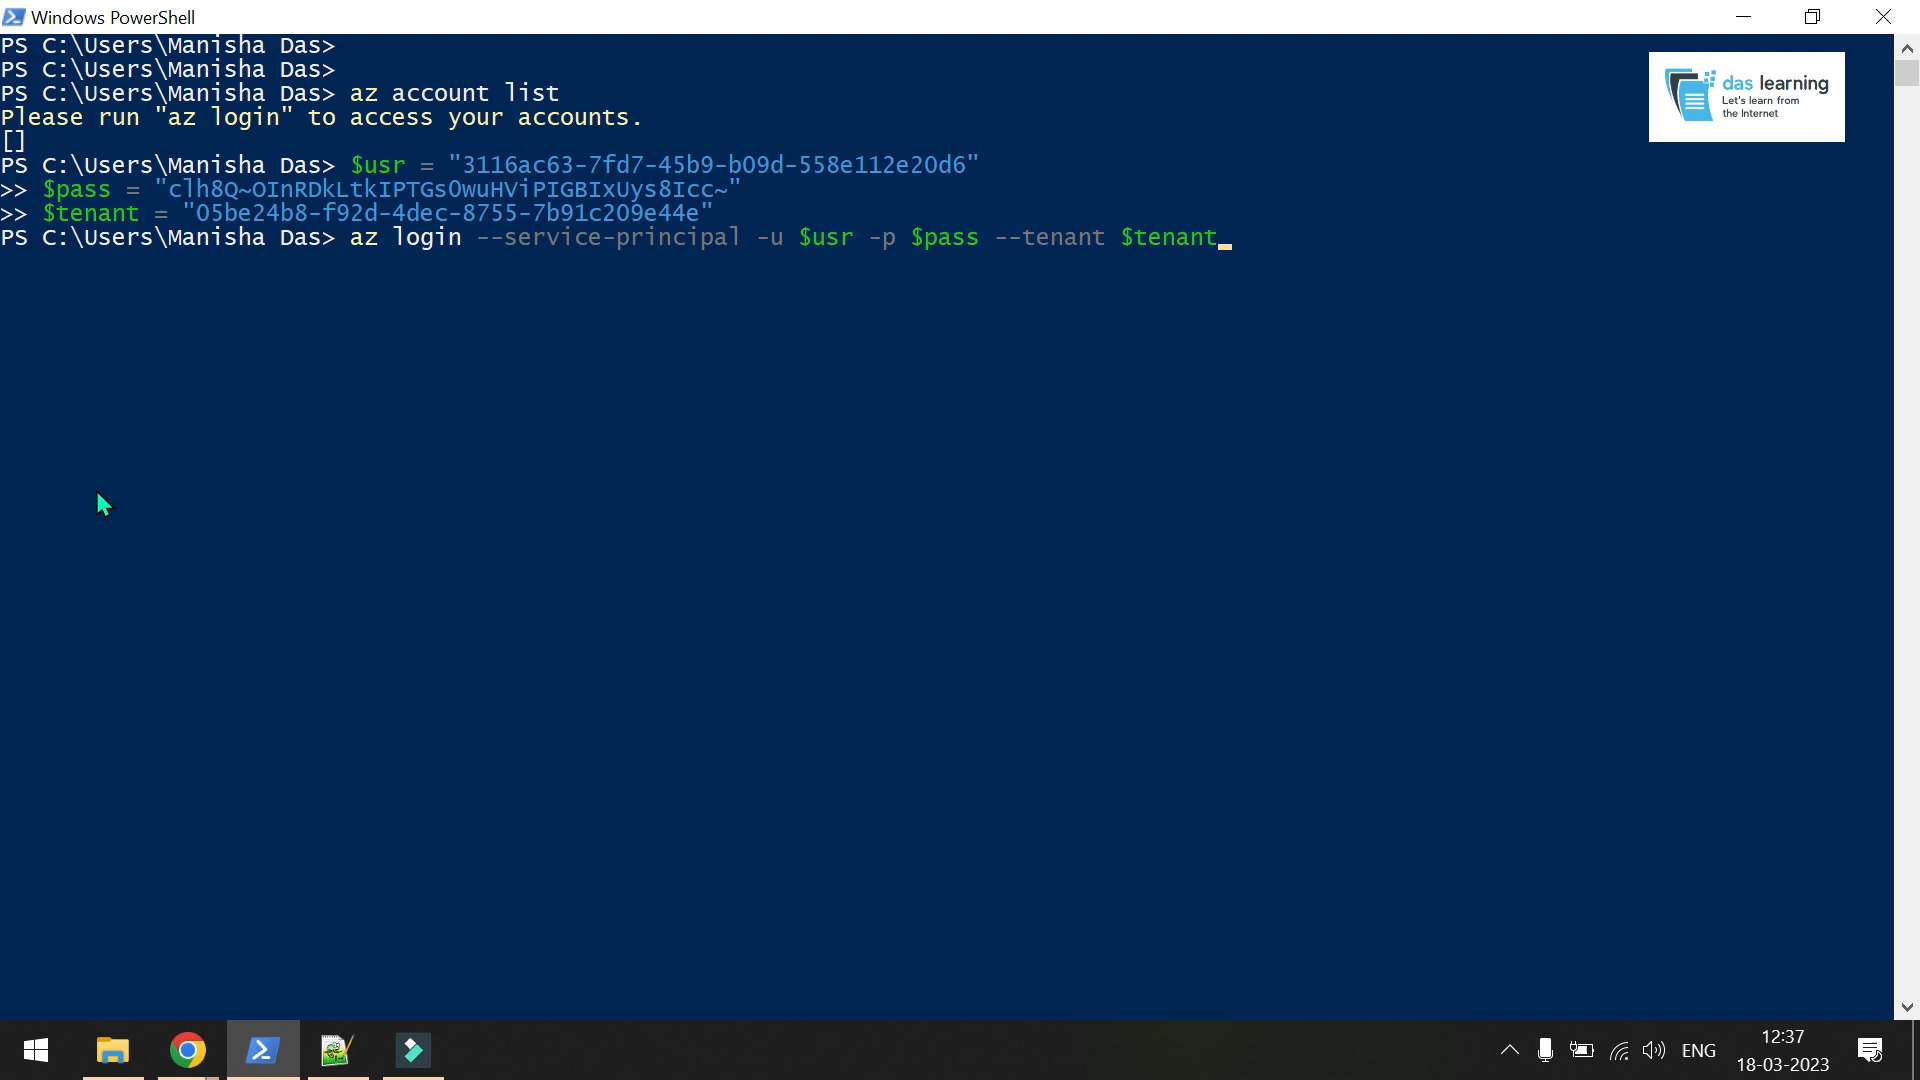 Windows PowerShell
PS C:\Users\Manisha Das>
PS C:\Users\Manisha Das>
PS C:\Users\Manisha Das> az account list
Please run "az login" to access your accounts.
[]
PS C:\Users\Manisha Das> $usr = "3116ac63-7fd7-45b9-b09d-558e112e20d6"
>> $pass = "clh8Q~OInRDkLtkIPTGsOwuHViPIGBIxUys8Icc~"
>> $tenant = "05be24b8-f92d-4dec-8755-7b91c209e44e"
PS C:\Users\Manisha Das> az login --service-principal -u $usr -p $pass --tenant $tenant_
das learning
Let's learn from
the Internet
ENG
12:37
18-03-2023